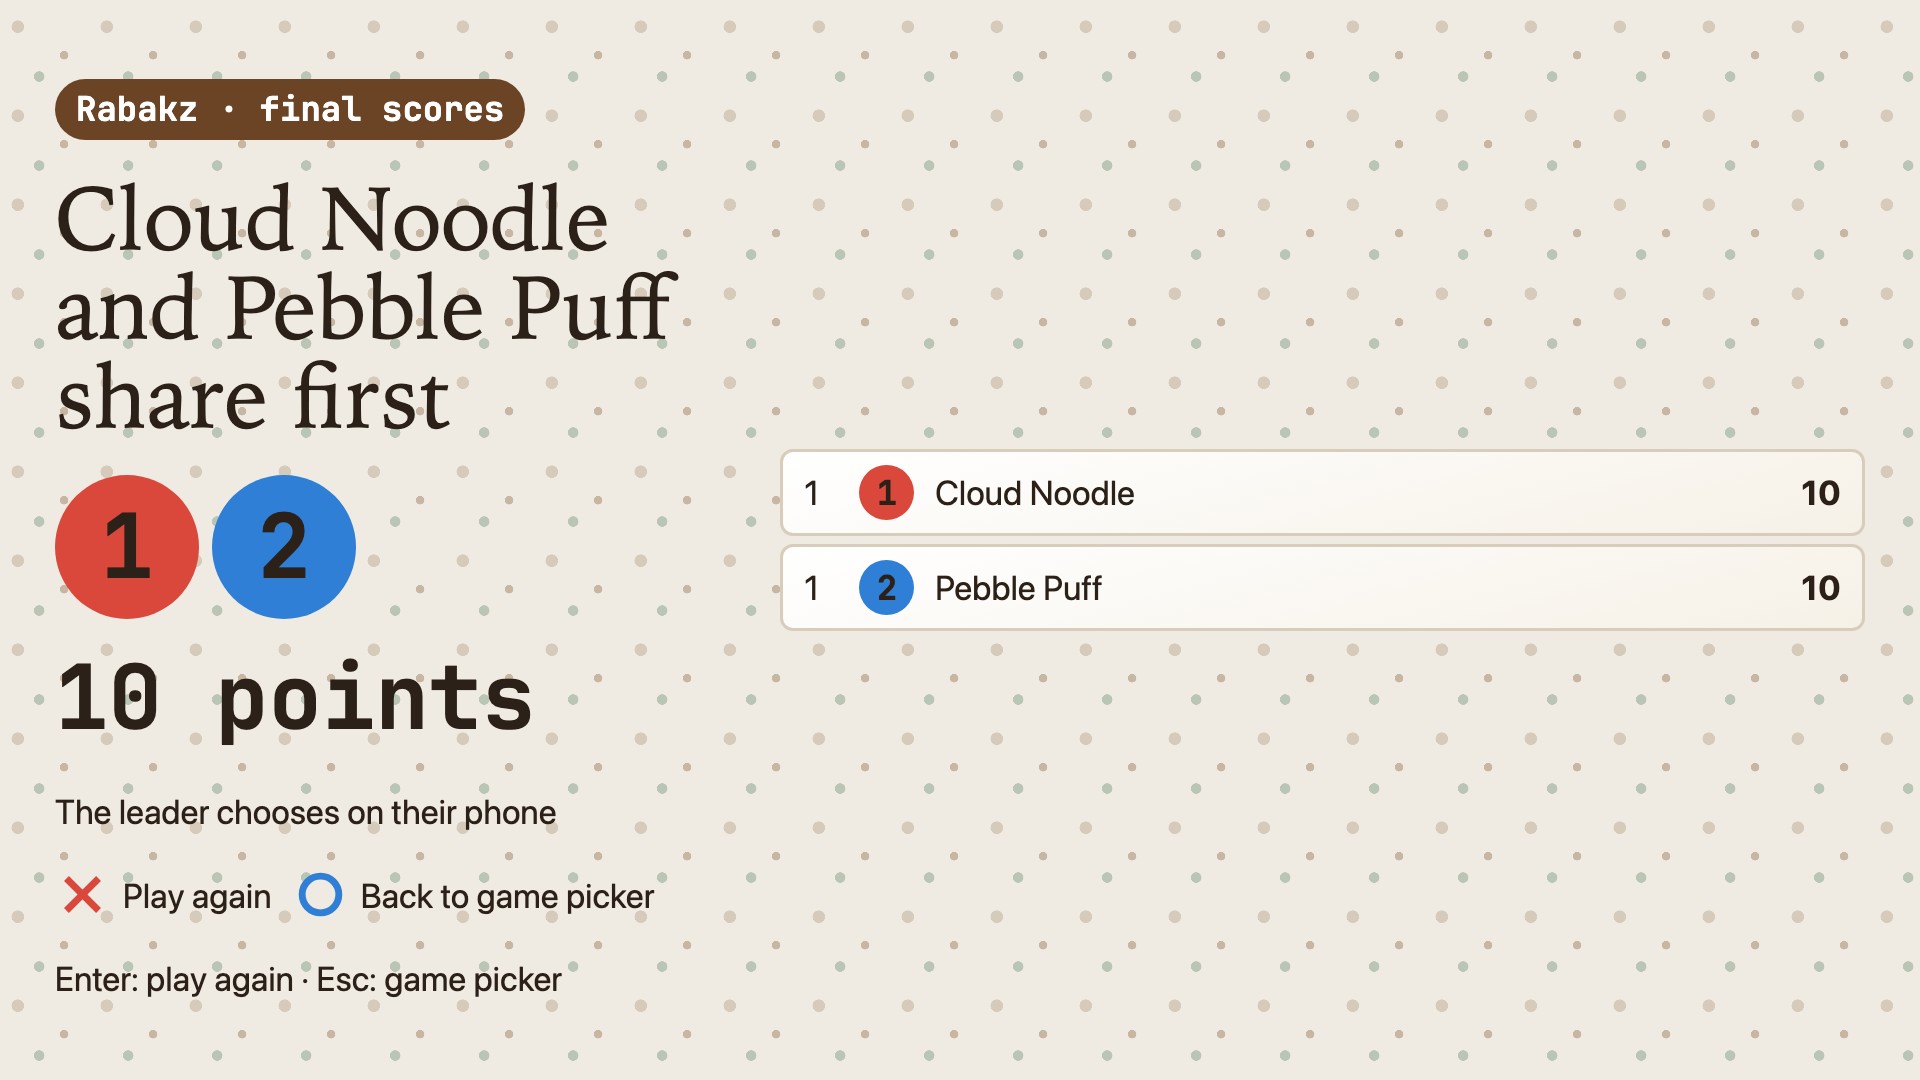 Rabakz · final scores
Cloud Noodle
and Pebble Puff
share first
1 2
10 points
The leader chooses on their phone
Play again Back to game picker
Enter: play again · Esc: game picker
1 1 Cloud Noodle 10
1 2 Pebble Puff 10